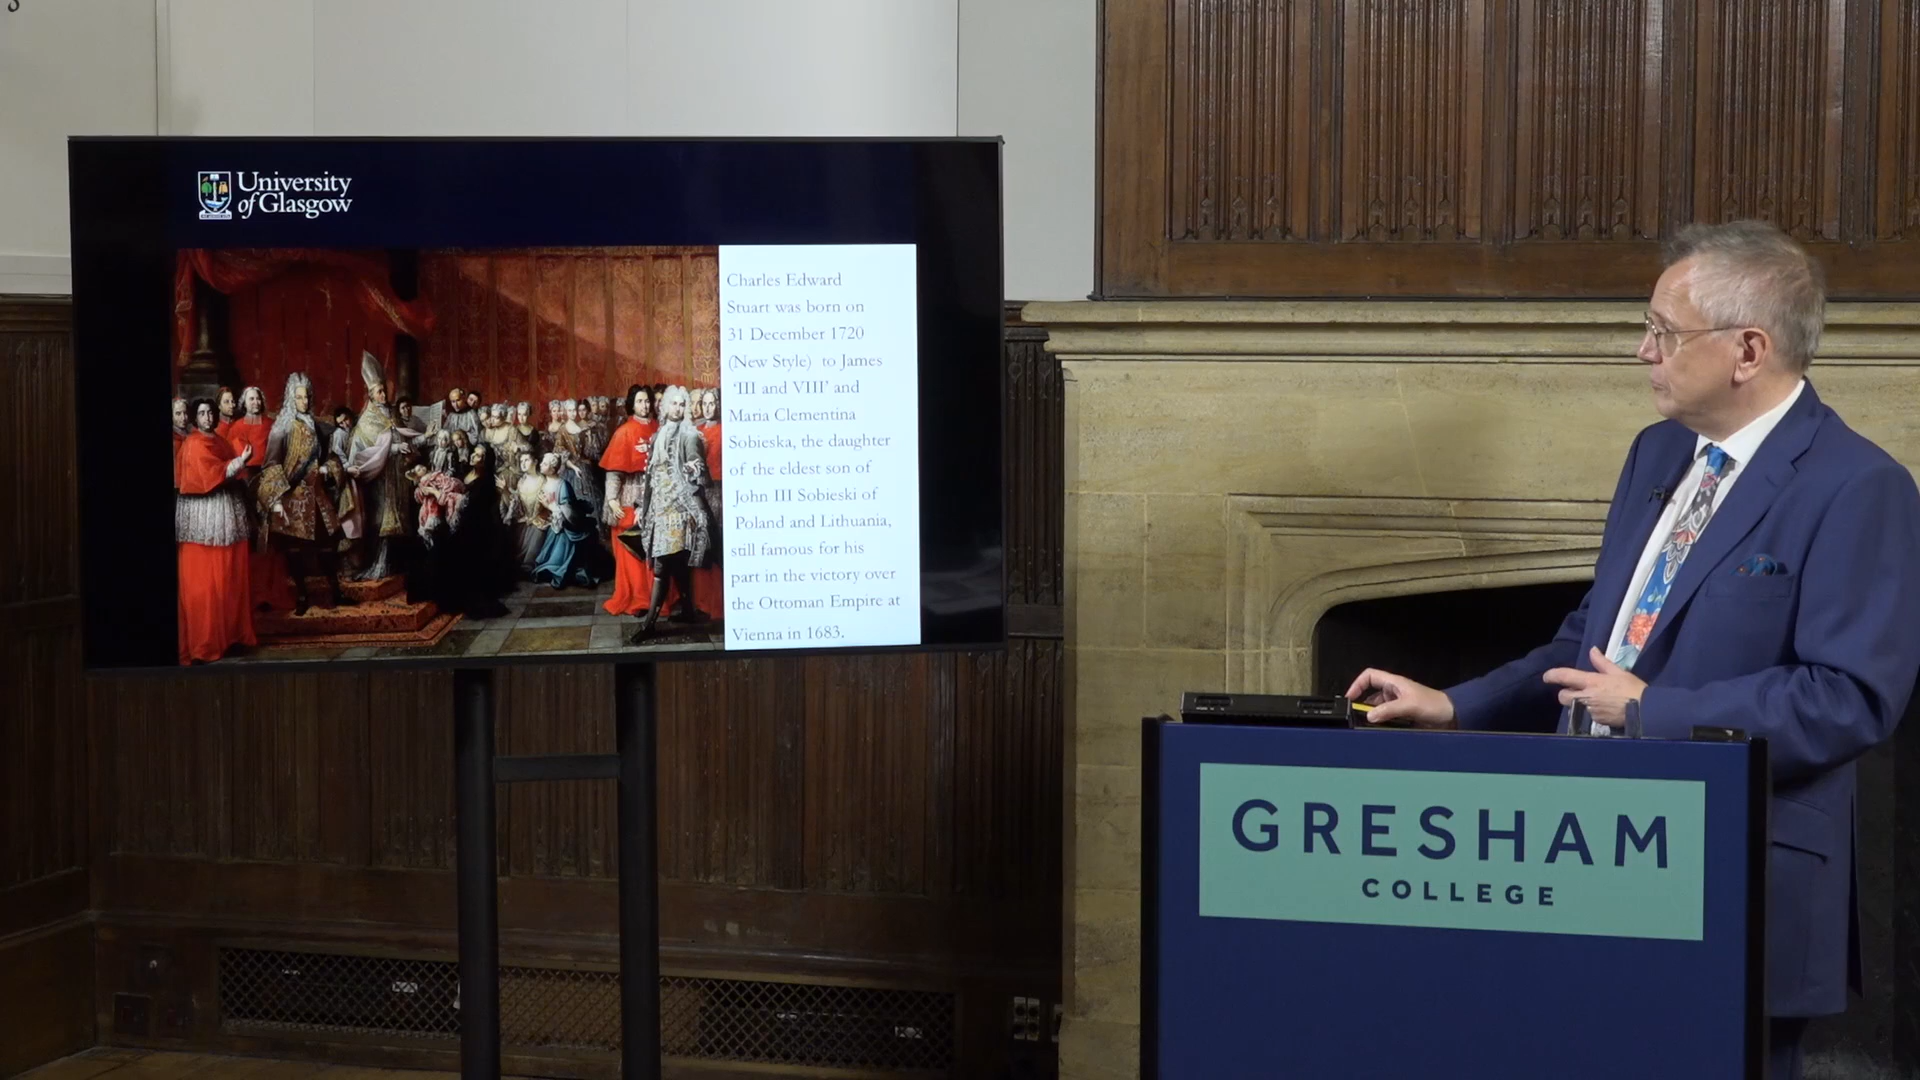 University
of Glasgow
Charles Edward
Stuart was born on
31 December 1720
(New Style) to James
'III and VIII' and
Maria Clementina
Sobieska, the daughter
of the eldest son of
John III Sobieski of
Poland and Lithuania,
still famous for his
part in the victory over
the Ottoman Empire at
Vienna in 1683.
GRESHAM
COLLEGE